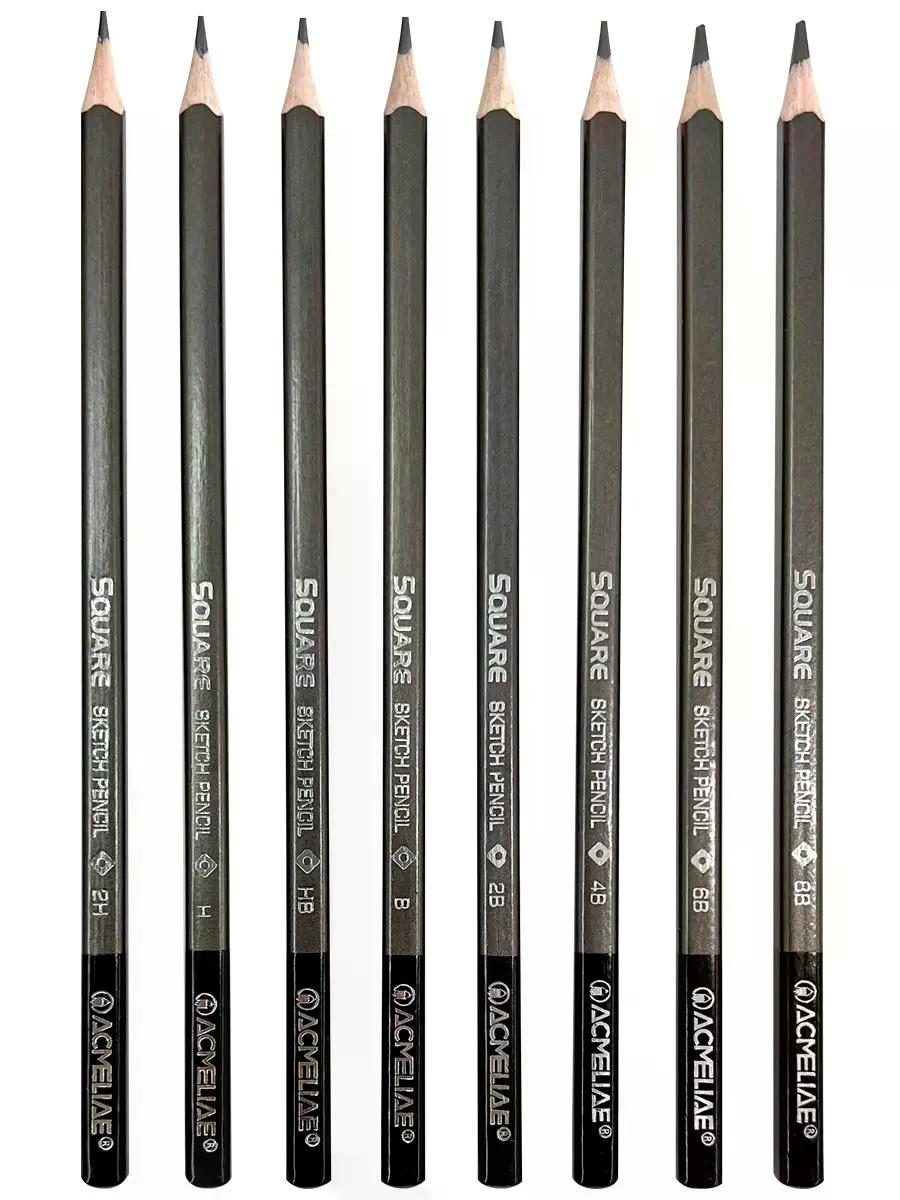 SQUARE SKETCH PENCIL 2H ACMELIAE®
SQUARE SKETCH PENCIL H ACMELIAE®
SQUARE SKETCH PENCIL HB ACMELIAE®
SQUARE SKETCH PENCIL B ACMELIAE®
SQUARE SKETCH PENCIL 2B ACMELIAE®
SQUARE SKETCH PENCIL 4B ACMELIAE®
SQUARE SKETCH PENCIL 6B ACMELIAE®
SQUARE SKETCH PENCIL 8B ACMELIAE®